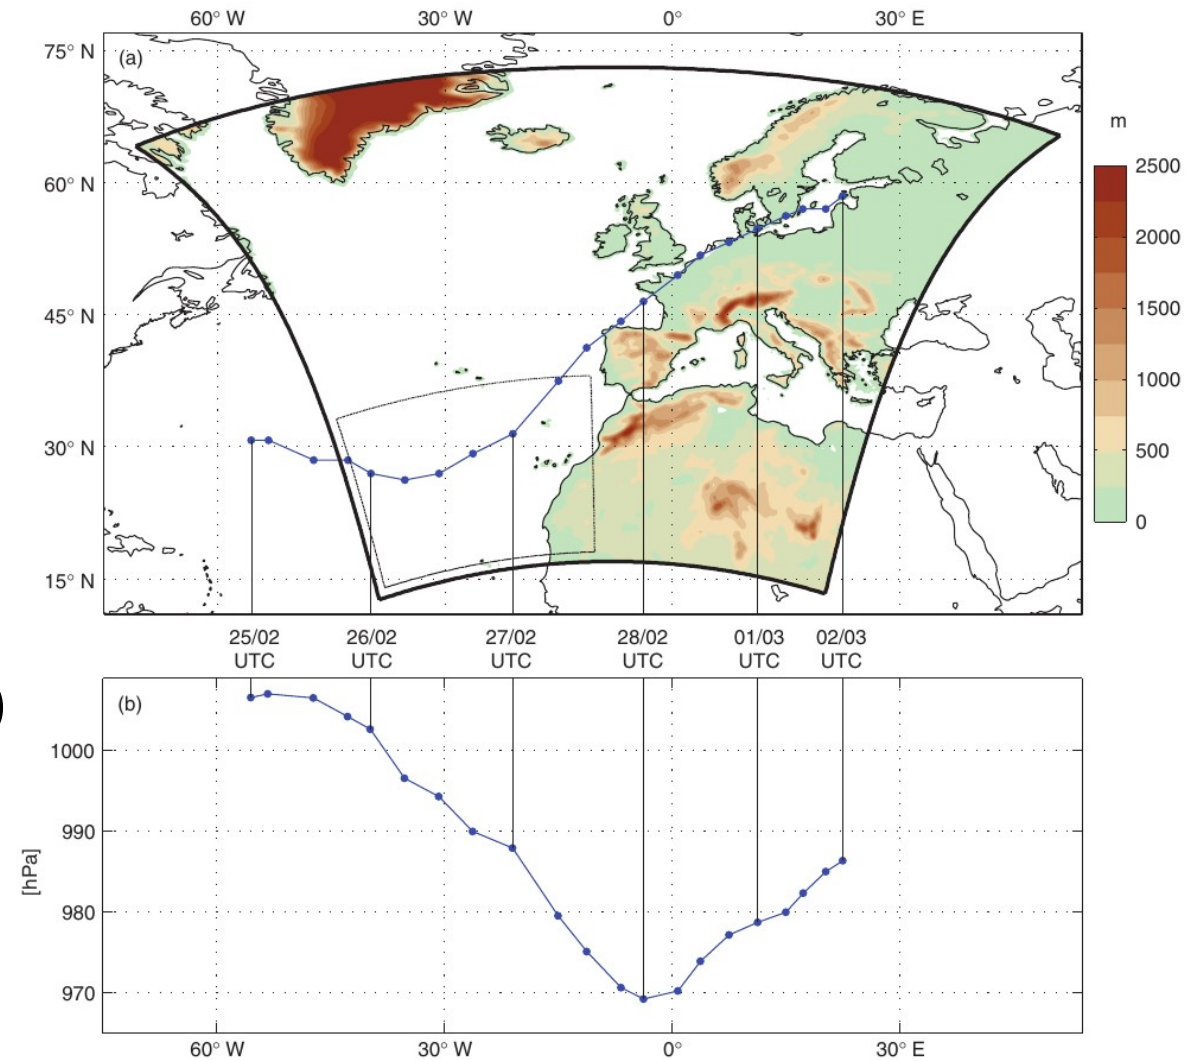 60° W 30° W 0° 30° E
(a)
75° N
60° N
45° N
30° N
15° N
m
2500
2000
1500
1000
500
0
25/02 26/02 27/02 28/02 01/03 02/03
UTC UTC UTC UTC UTC UTC
)
(b)
1000
990
980
970
[hPa]
60° W 30° W 0° 30° E